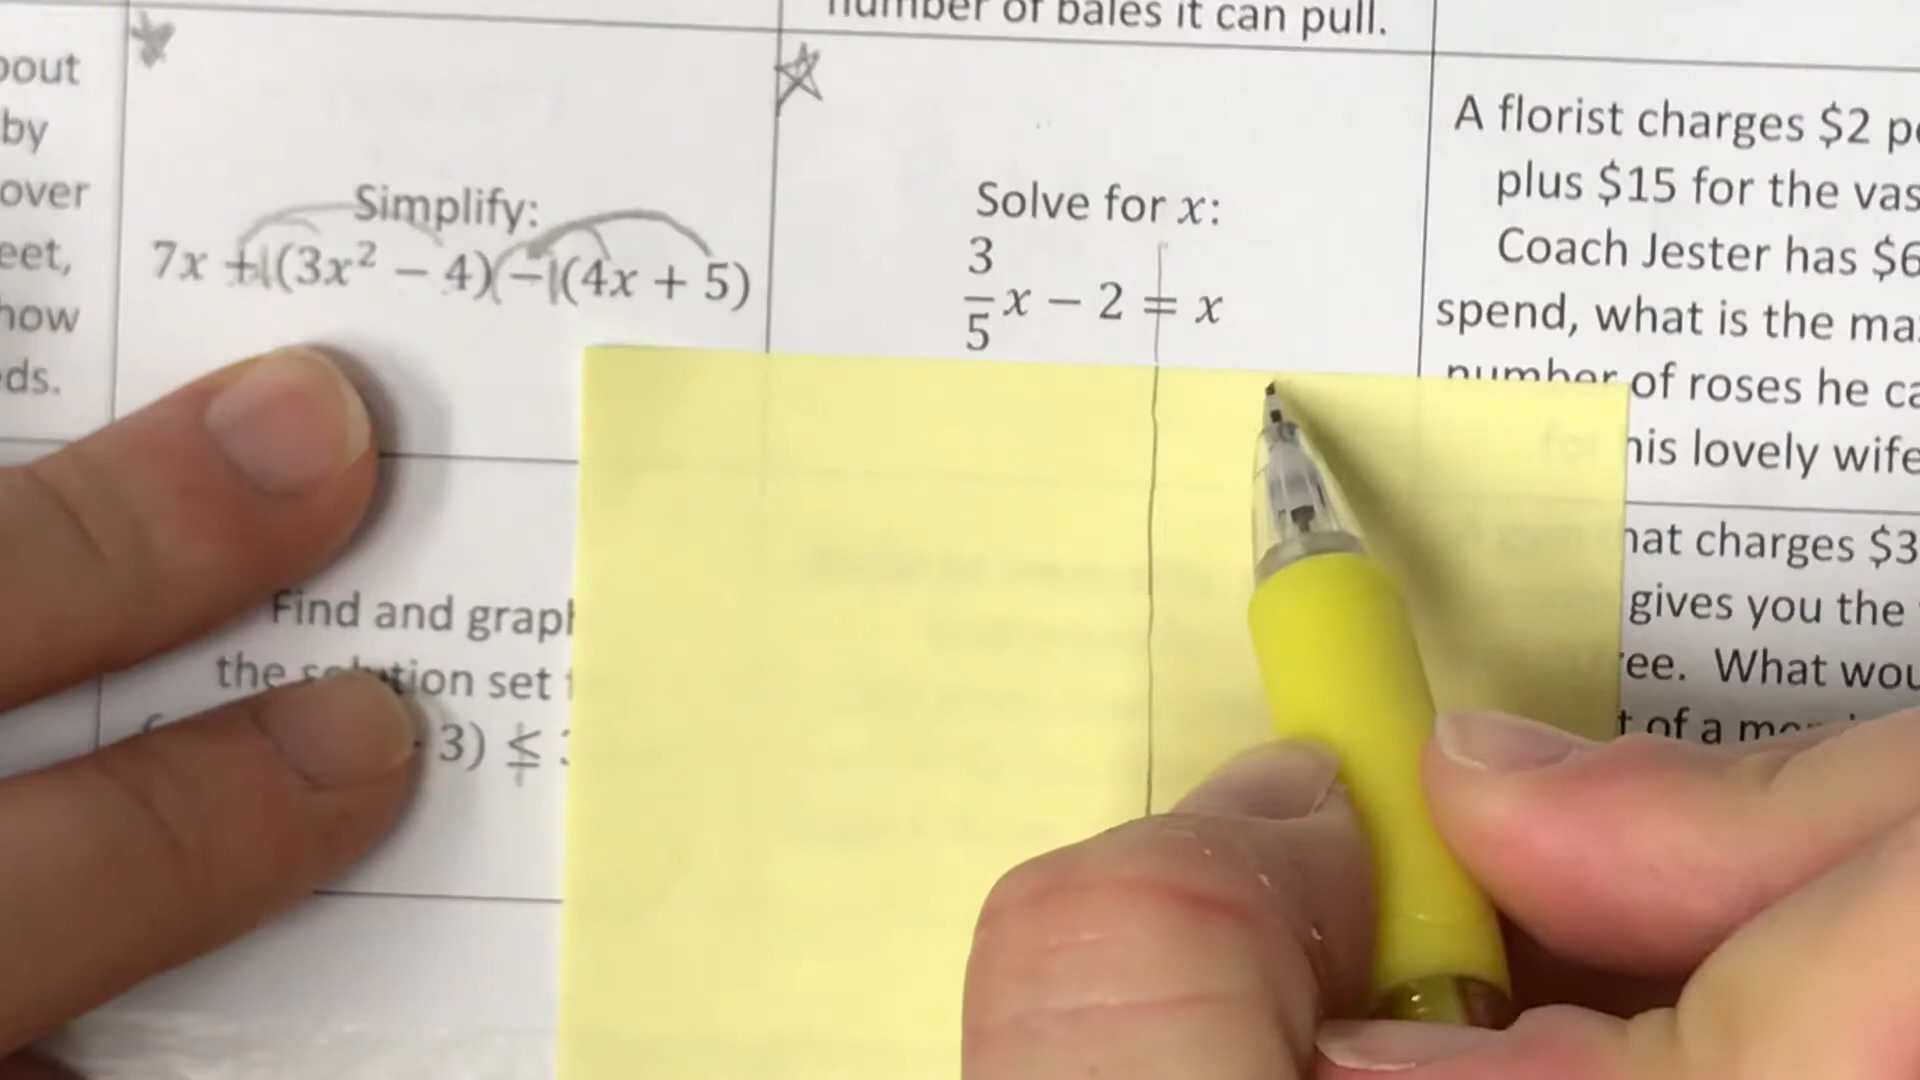 number of bales it can pull.
bout
by
over
eet,
how
ds.
Simplify:
7x +1(3x² − 4) −1(4x + 5)
Solve for x:
3/5 x − 2 = x
A florist charges $2 p
plus $15 for the vas
Coach Jester has $6
spend, what is the ma
number of roses he ca
his lovely wife
Find and graph
the solution set
3) ≤
hat charges $3
gives you the
ee. What wou
t of a